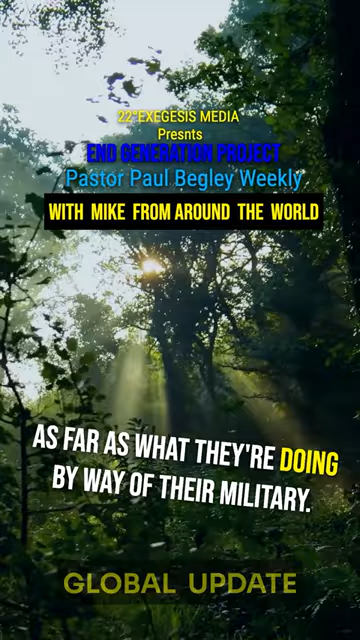 22°EXEGESIS MEDIA
Presnts
END GENERATION PROJECT
Pastor Paul Begley Weekly
WITH MIKE FROM AROUND THE WORLD
AS FAR AS WHAT THEY'RE DOING
BY WAY OF THEIR MILITARY.
GLOBAL UPDATE